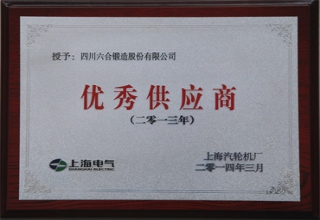 授予：四川六合锻造股份有限公司
优秀供应商
（二零一三年）
上海电气
SHANGHAI ELECTRIC
上海汽轮机厂
二零一四年三月